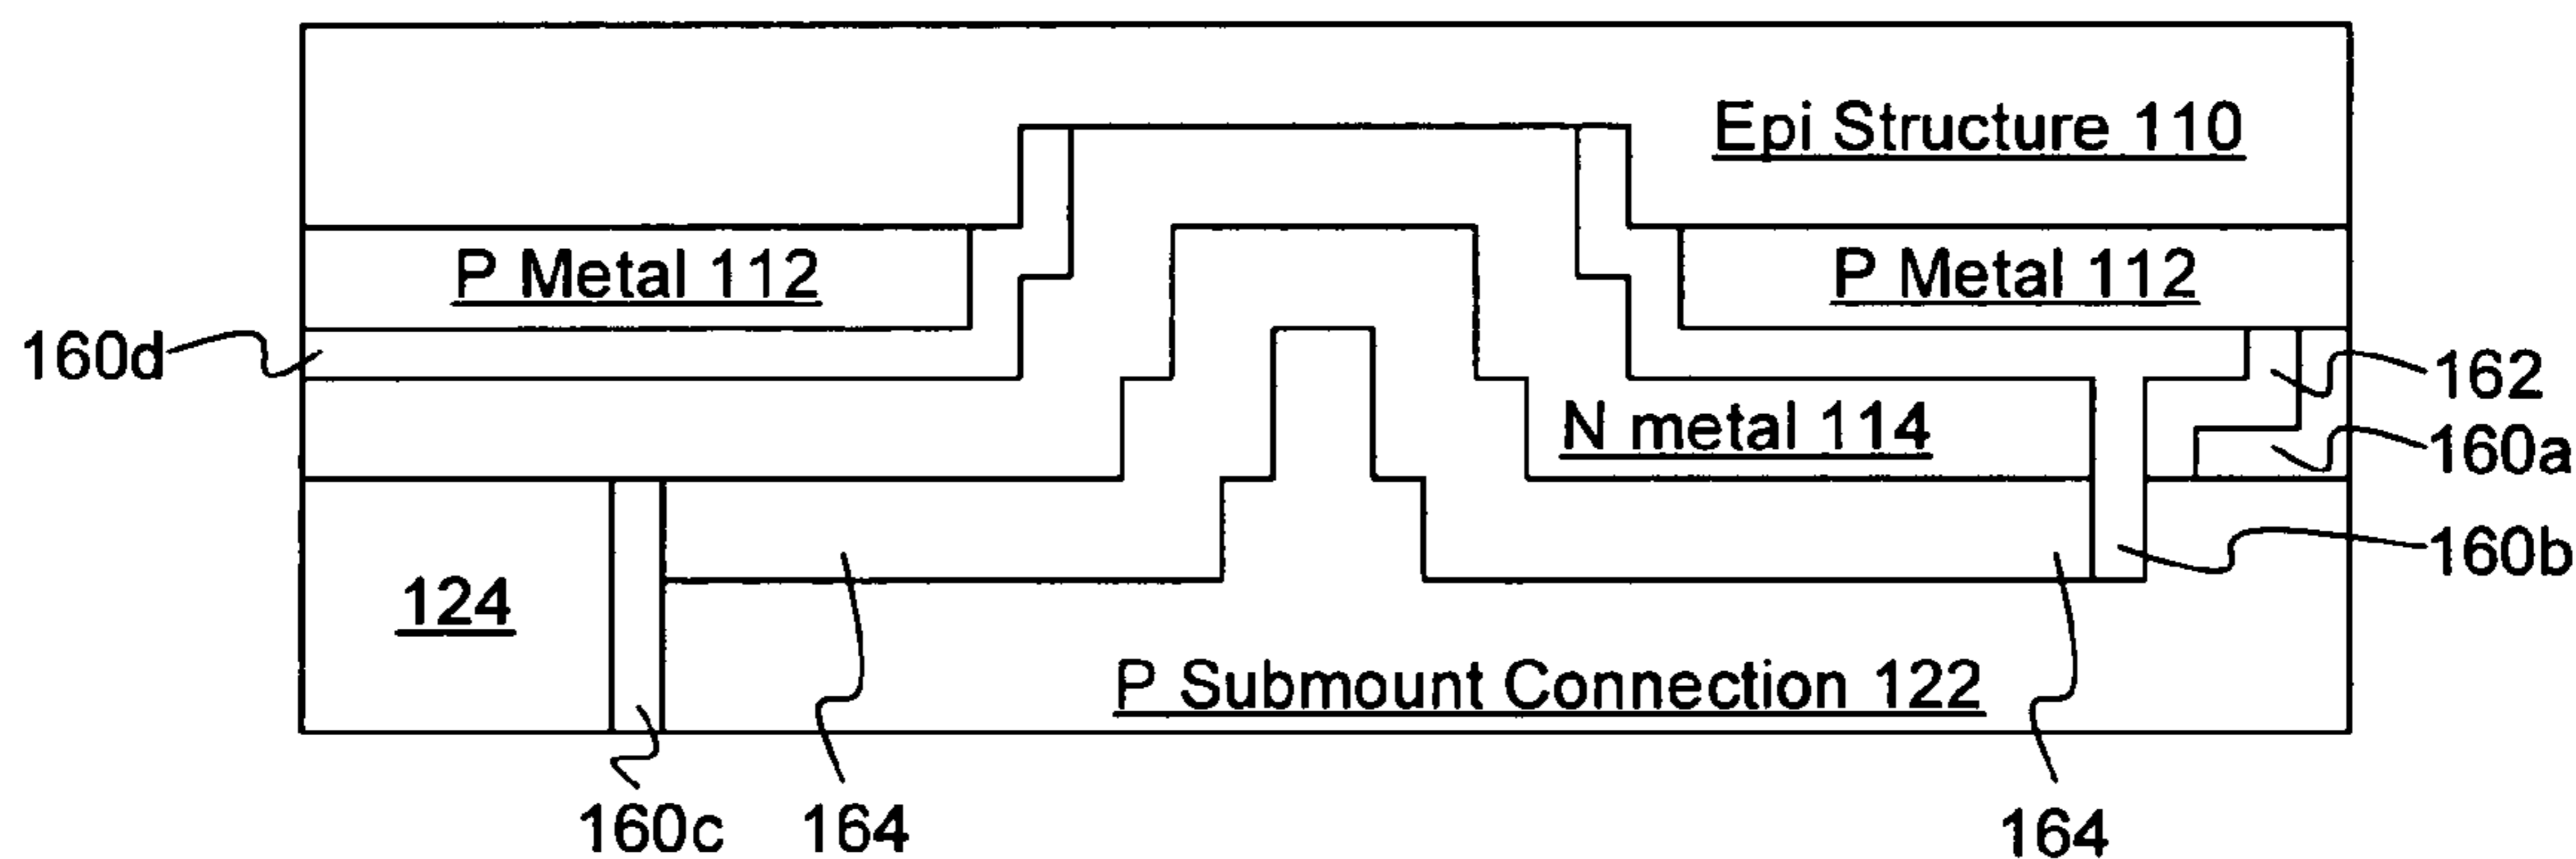 Epi Structure 110
P Metal 112
P Metal 112
160d
162
N metal 114
160a
160b
124
P Submount Connection 122
160c
164
164